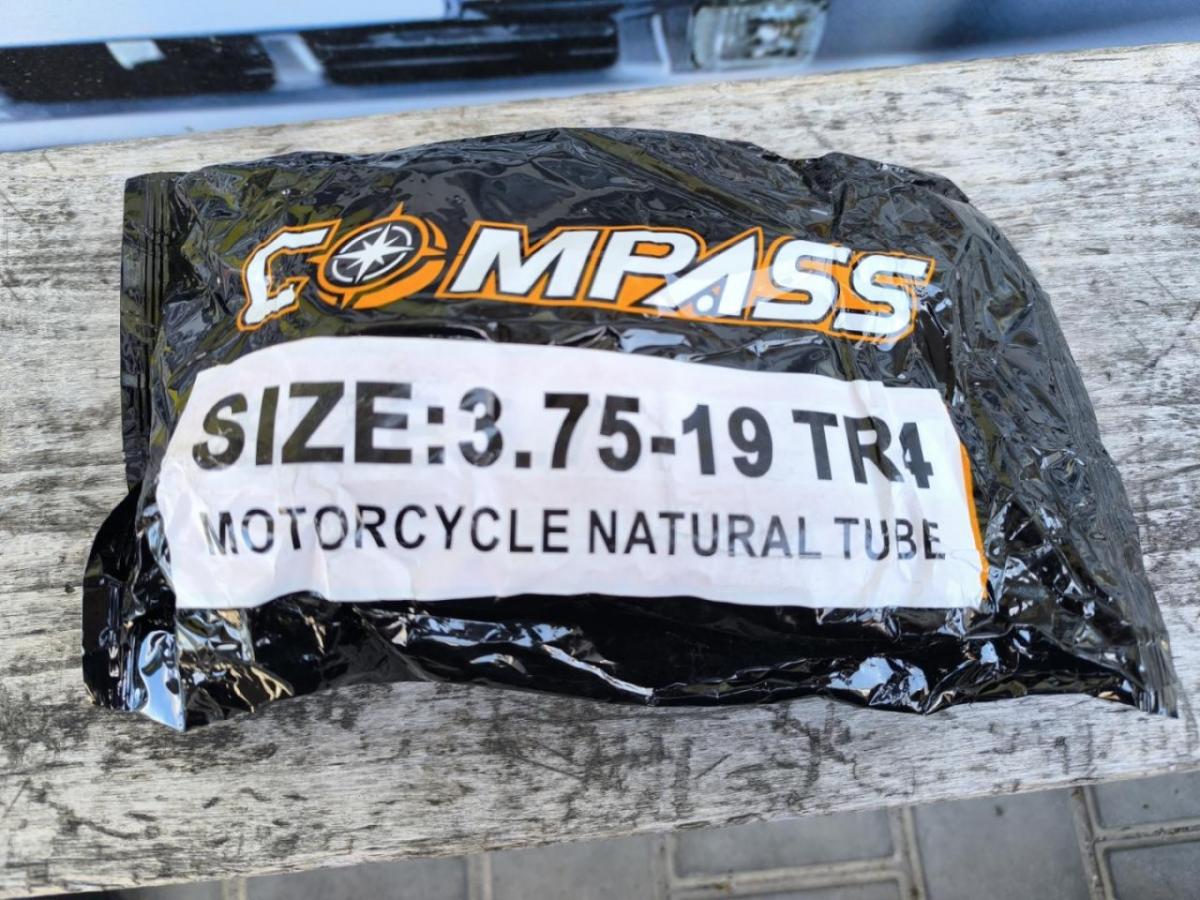 COMPASS
SIZE:3.75-19 TR4
MOTORCYCLE NATURAL TUBE